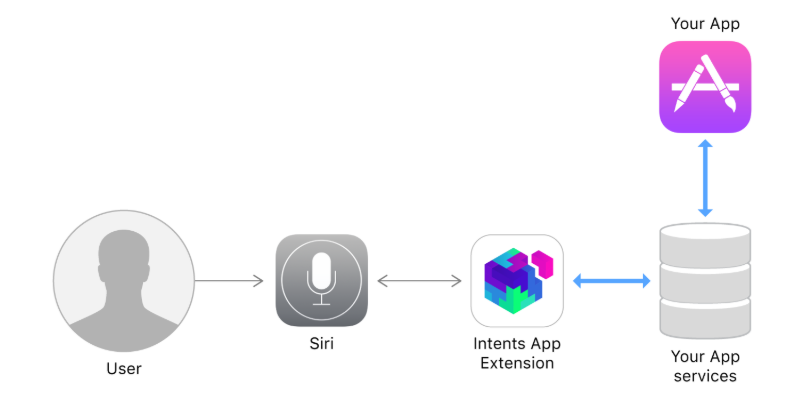 Your App
User
Siri
Intents App
Extension
Your App
services